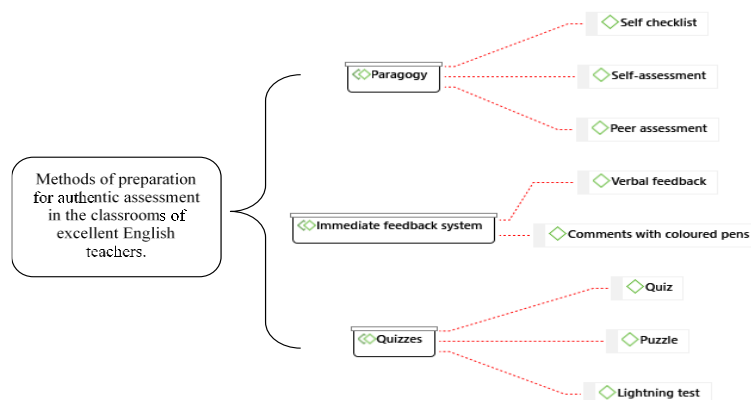 Methods of preparation
for authentic assessment
in the classrooms of
excellent English
teachers.
Paragogy
Self checklist
Self-assessment
Peer assessment
Immediate feedback system
Verbal feedback
Comments with coloured pens
Quizzes
Quiz
Puzzle
Lightning test